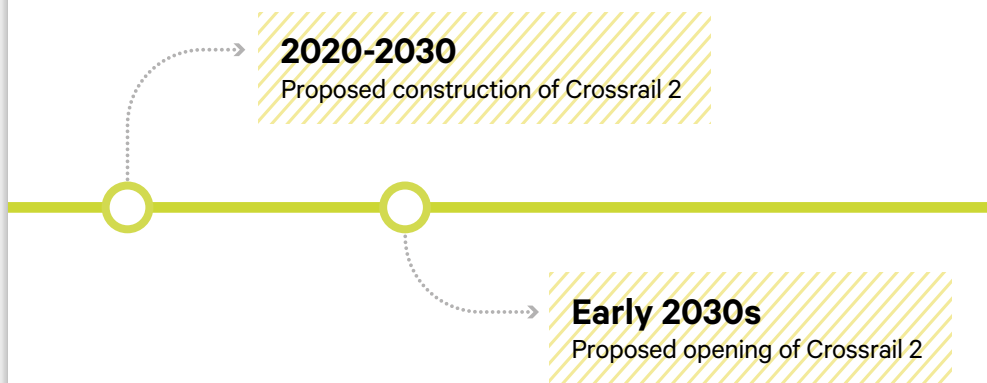 2020-2030
Proposed construction of Crossrail 2
Early 2030s
Proposed opening of Crossrail 2